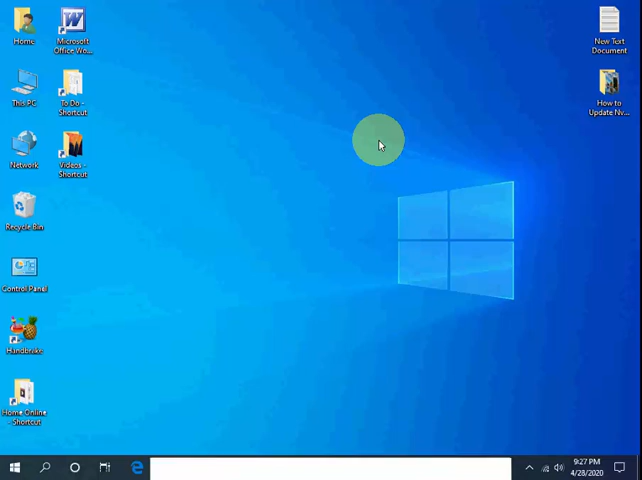 Home
Microsoft
Office Wo...
This PC
To Do -
Shortcut
Network
Videos -
Shortcut
Recycle Bin
Control Panel
Handbrake
Home Online
- Shortcut
New Text
Document
How to
Update Nv...
9:27 PM
4/28/2020